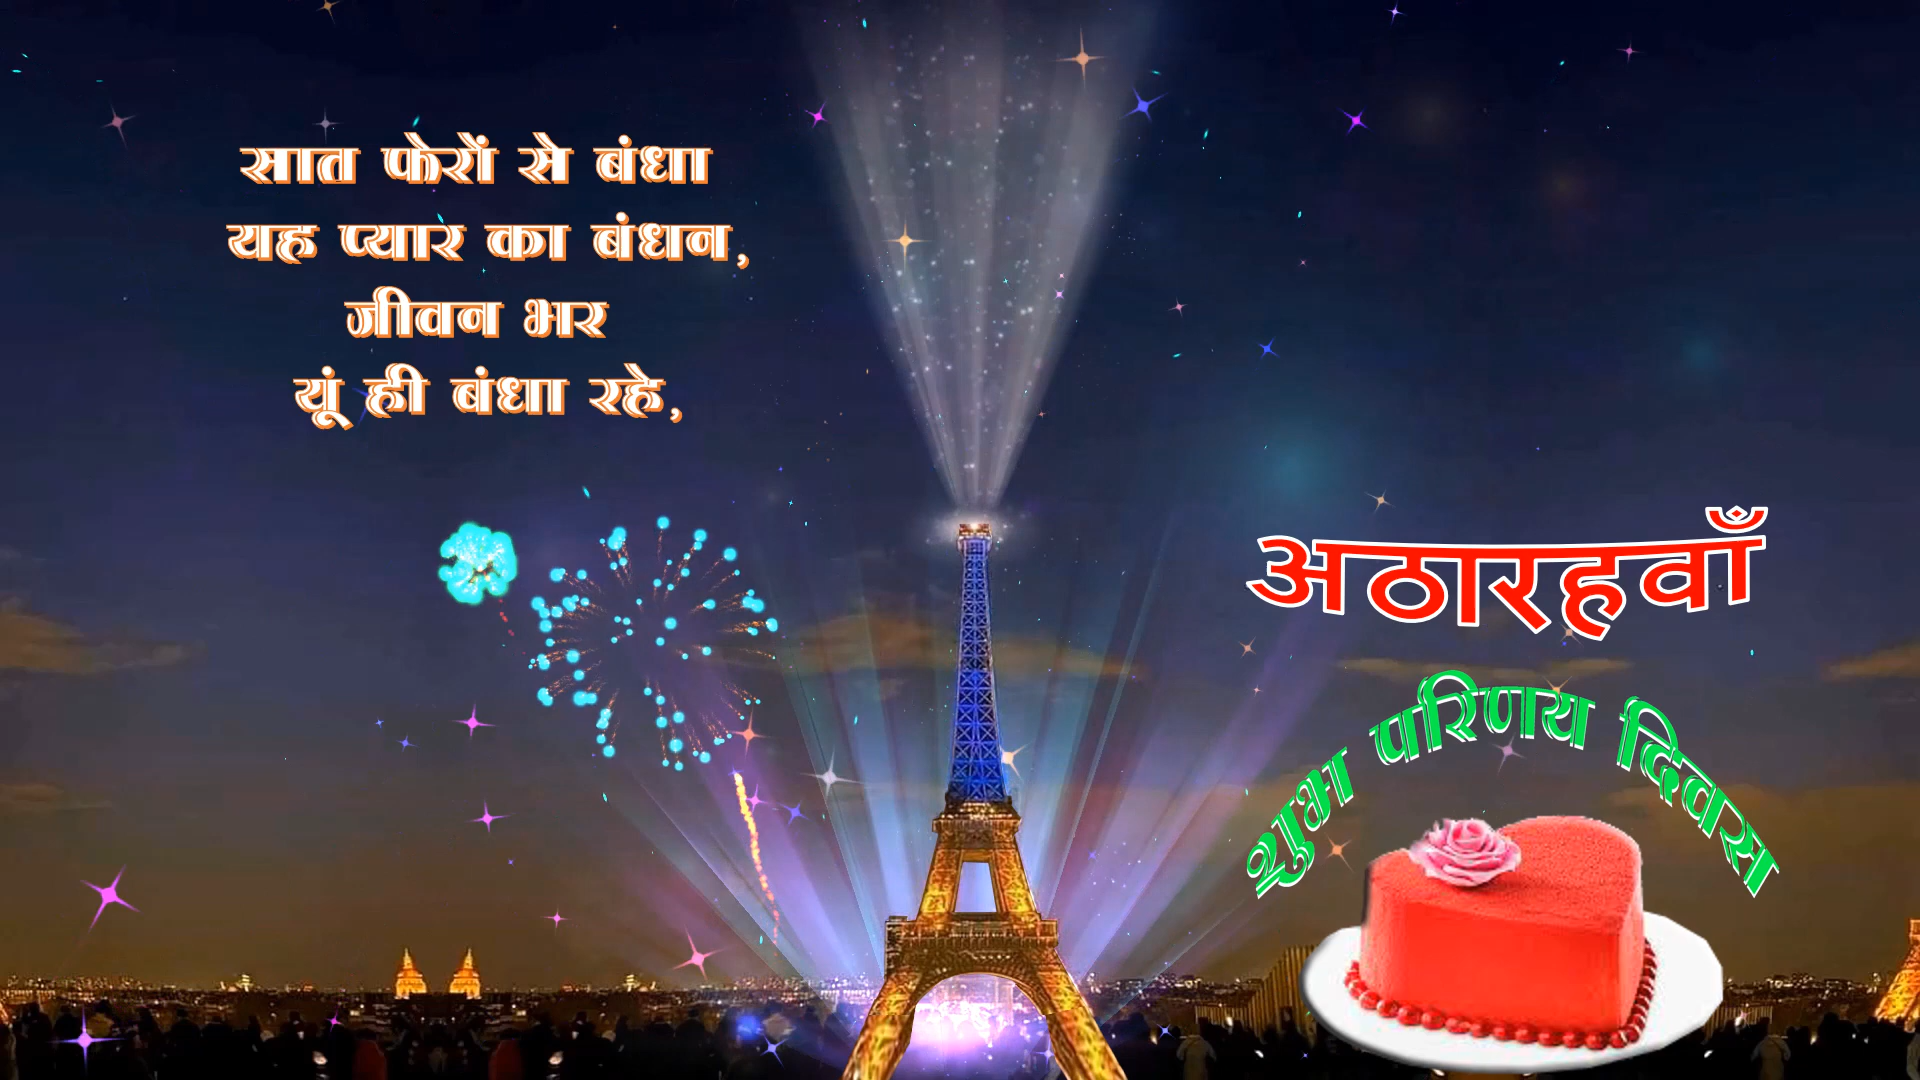 सात फेरों से बंधा
यह प्यार का बंधन,
जीवन भर
यूं ही बंधा रहे,
अठारहवाँ
शुभ परिणय दिवस